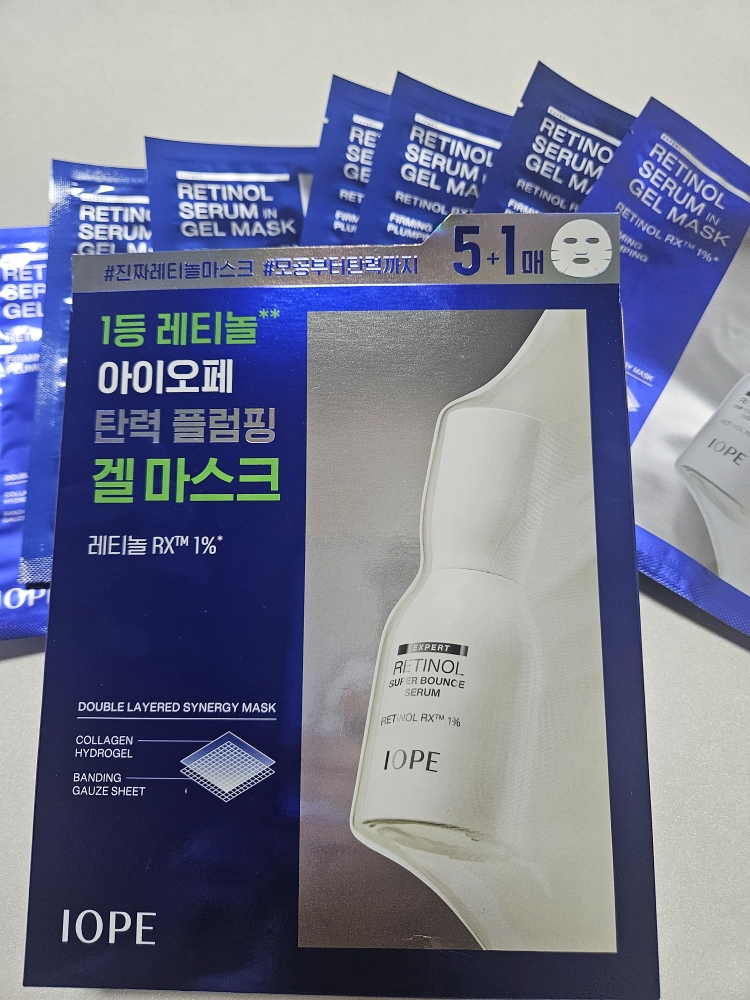 RETINOL
SERUM IN
GEL MASK
RETINOL
SERUM IN
GEL MASK
RETINOL RX™ 1%*
#진짜레티놀마스크 #모공부터탄력까지 5+1매
1등 레티놀**
아이오페
탄력 플럼핑
겔 마스크
레티놀 RX™ 1%*
DOUBLE LAYERED SYNERGY MASK
COLLAGEN
HYDROGEL
BANDING
GAUZE SHEET
IOPE
EXPERT
RETINOL
SUPER BOUNCE
SERUM
RETINOL RX™ 1%
IOPE
IOPE